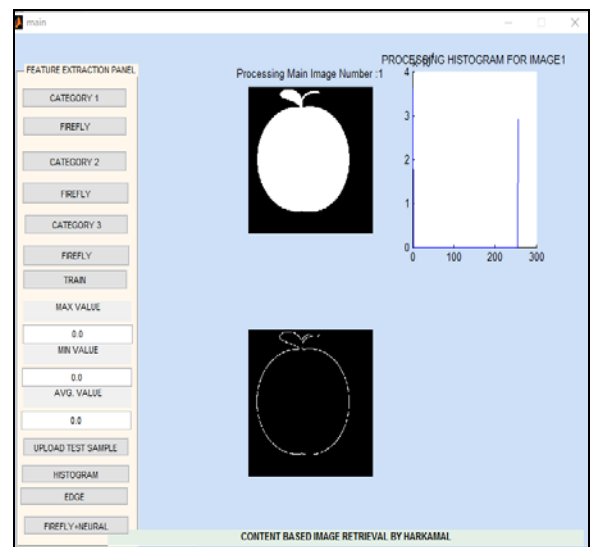 main
FEATURE EXTRACTION PANEL
CATEGORY 1
FIREFLY
CATEGORY 2
FIREFLY
CATEGORY 3
FIREFLY
TRAIN
MAX VALUE
0.0
MIN VALUE
0.0
AVG. VALUE
0.0
UPLOAD TEST SAMPLE
HISTOGRAM
EDGE
FIREFLY+NEURAL
Processing Main Image Number :1
PROCESSING HISTOGRAM FOR IMAGE1
4
3
2
1
0
0 100 200 300
CONTENT BASED IMAGE RETRIEVAL BY HARKAMAL